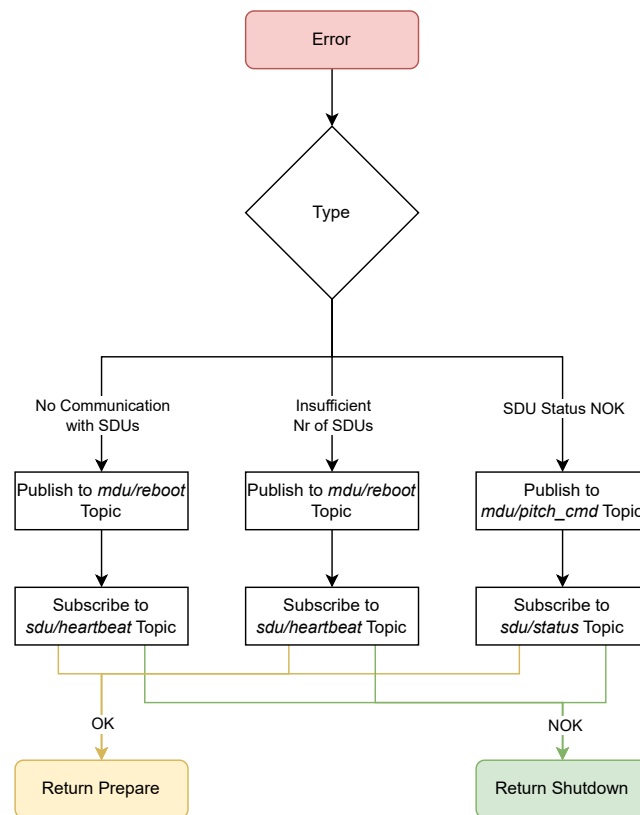 Error
Type
No Communication
with SDUs
Insufficient
Nr of SDUs
SDU Status NOK
Publish to mdu/reboot
Topic
Publish to mdu/reboot
Topic
Publish to
mdu/pitch_cmd Topic
Subscribe to
sdu/heartbeat Topic
Subscribe to
sdu/heartbeat Topic
Subscribe to
sdu/status Topic
OK
NOK
Return Prepare
Return Shutdown